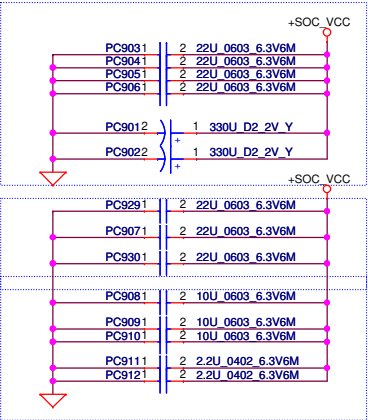 +SOC_VCC
PC903 1 2 22U_0603_6.3V6M
PC904 1 2 22U_0603_6.3V6M
PC905 1 2 22U_0603_6.3V6M
PC906 1 2 22U_0603_6.3V6M
PC901 2 1 330U_D2_2V_Y
+
PC902 2 1 330U_D2_2V_Y
+
+SOC_VCC
PC929 1 2 22U_0603_6.3V6M
PC907 1 2 22U_0603_6.3V6M
PC930 1 2 22U_0603_6.3V6M
PC908 1 2 10U_0603_6.3V6M
PC909 1 2 10U_0603_6.3V6M
PC910 1 2 10U_0603_6.3V6M
PC911 1 2 2.2U_0402_6.3V6M
PC912 1 2 2.2U_0402_6.3V6M